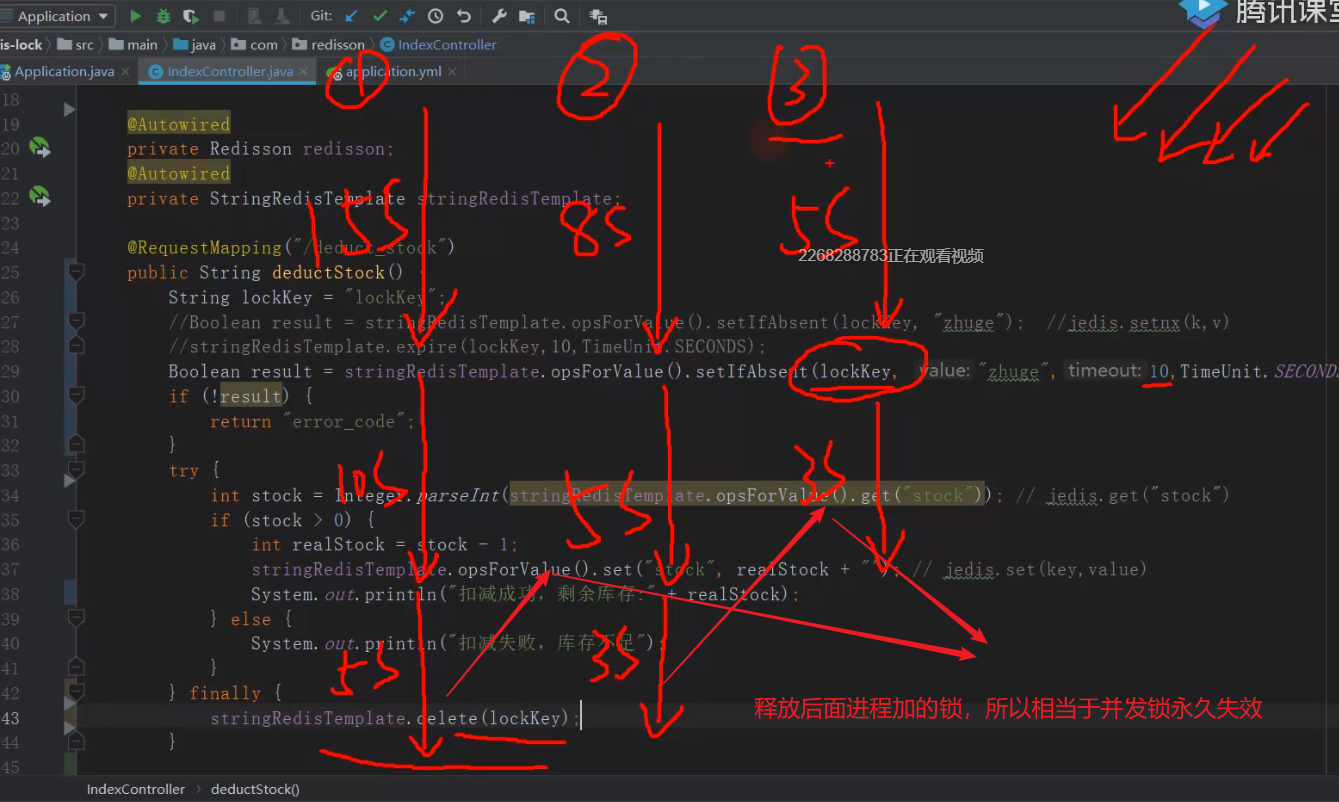 Application
Git:
腾讯课堂
is-lock src main java com redisson IndexController
Application.java × IndexController.java × application.yml ×
① ② ③
18
19 @Autowired
20 private Redisson redisson;
21 @Autowired
22 private StringRedisTemplate stringRedisTemplate;
15S 8S 5S
23
24 @RequestMapping("/deduct_stock")
2268288783正在观看视频
25 public String deductStock() {
26 String lockKey = "lockKey";
27 //Boolean result = stringRedisTemplate.opsForValue().setIfAbsent(lockKey, "zhuge"); //jedis.setnx(k,v)
28 //stringRedisTemplate.expire(lockKey,10,TimeUnit.SECONDS);
29 Boolean result = stringRedisTemplate.opsForValue().setIfAbsent(lockKey, value: "zhuge", timeout: 10,TimeUnit.SECONDS
30 if (!result) {
31 return "error_code";
32 }
33 try {
10S 5S 3S
34 int stock = Integer.parseInt(stringRedisTemplate.opsForValue().get("stock")); // jedis.get("stock")
35 if (stock > 0) {
36 int realStock = stock - 1;
37 stringRedisTemplate.opsForValue().set("stock", realStock + ""); // jedis.set(key,value)
38 System.out.println("扣减成功，剩余库存:" + realStock);
39 } else {
40 System.out.println("扣减失败，库存不足");
41 }
5S 3S
42 } finally {
释放后面进程加的锁，所以相当于并发锁永久失效
43 stringRedisTemplate.delete(lockKey);
44 }
45
IndexController › deductStock()